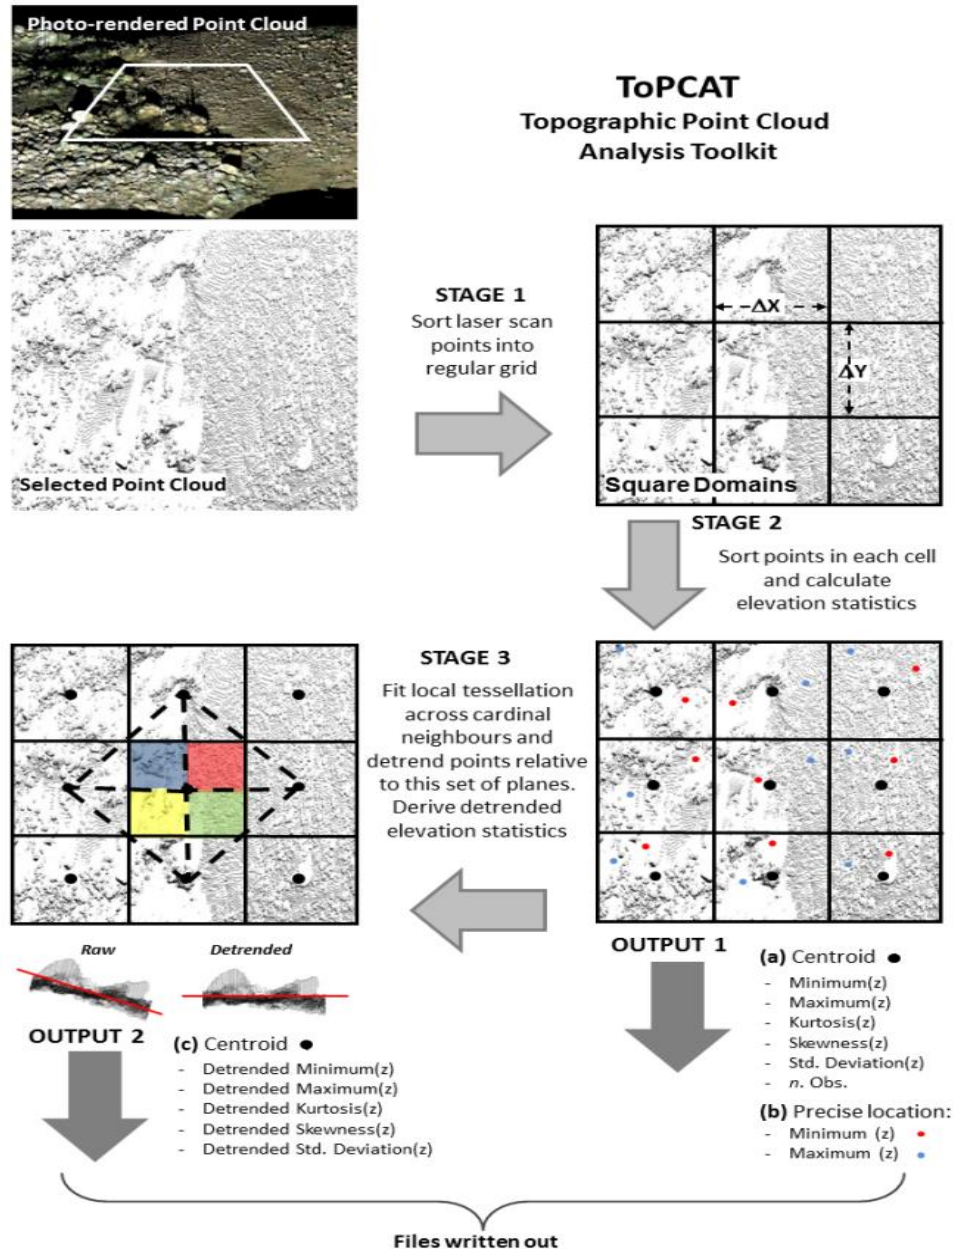 Photo-rendered Point Cloud
ToPCAT
Topographic Point Cloud
Analysis Toolkit
Selected Point Cloud
STAGE 1
Sort laser scan
points into
regular grid
ΔX
ΔY
Square Domains
STAGE 2
Sort points in each cell
and calculate
elevation statistics
STAGE 3
Fit local tessellation
across cardinal
neighbours and
detrend points relative
to this set of planes.
Derive detrended
elevation statistics
OUTPUT 1
(a) Centroid ●
- Minimum(z)
- Maximum(z)
- Kurtosis(z)
- Skewness(z)
- Std. Deviation(z)
- n. Obs.
(b) Precise location:
- Minimum (z)
- Maximum (z)
Raw
Detrended
OUTPUT 2
(c) Centroid ●
- Detrended Minimum(z)
- Detrended Maximum(z)
- Detrended Kurtosis(z)
- Detrended Skewness(z)
- Detrended Std. Deviation(z)
Files written out